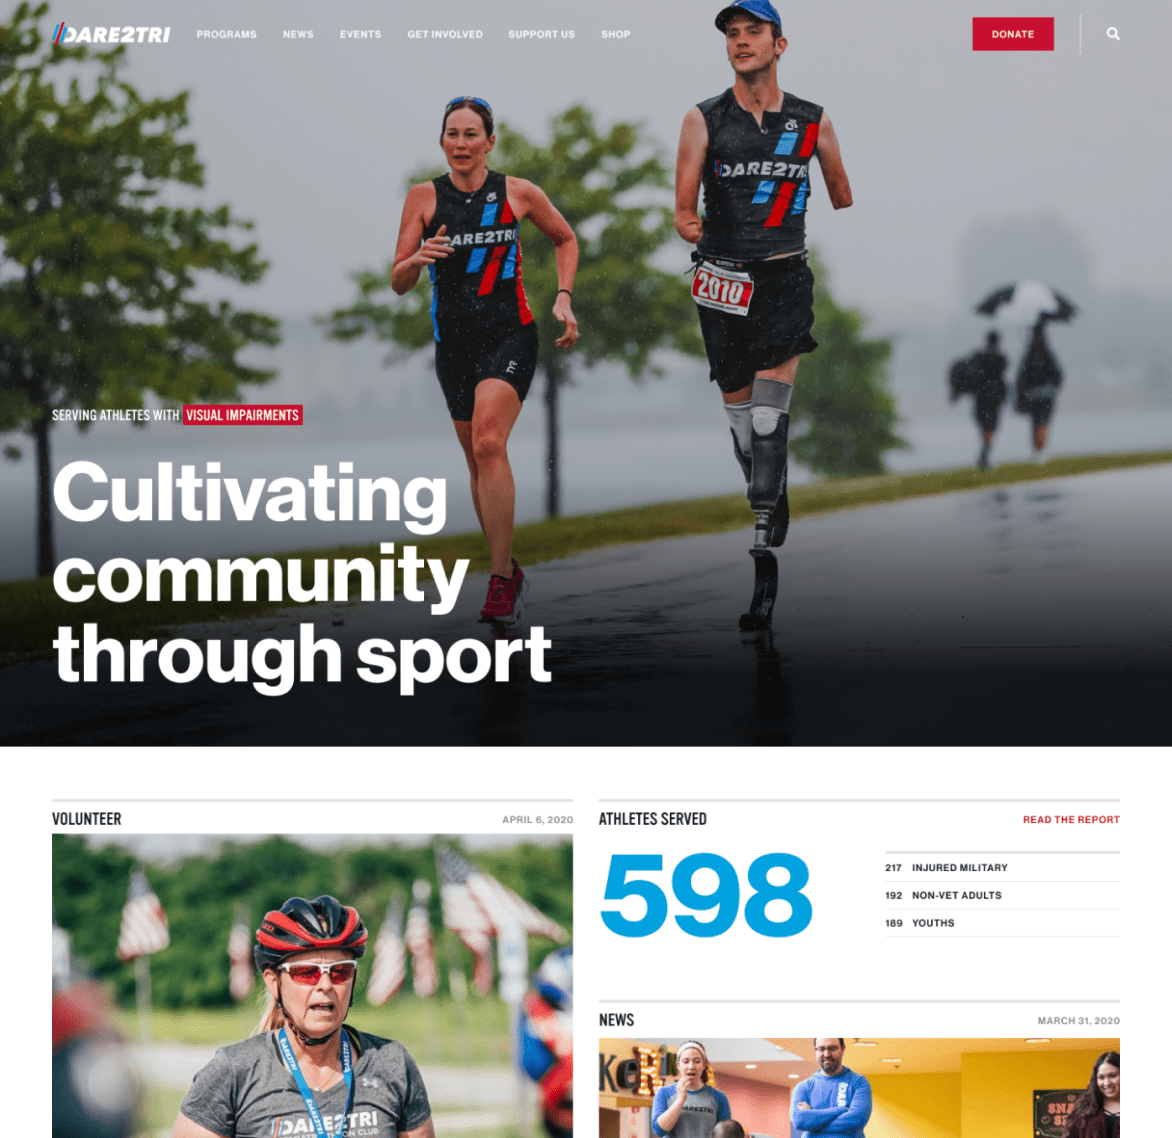 DARE2TRI
PROGRAMS
NEWS
EVENTS
GET INVOLVED
SUPPORT US
SHOP
DONATE
DARE2TRI
DARE2TRI
2010
TYR
SERVING ATHLETES WITH VISUAL IMPAIRMENTS
Cultivating
community
through sport
VOLUNTEER
APRIL 6, 2020
DARE2TRI
DARE2TRI
ATHLETES SERVED
READ THE REPORT
598
217 INJURED MILITARY
192 NON-VET ADULTS
189 YOUTHS
NEWS
MARCH 31, 2020
DARE2TRI